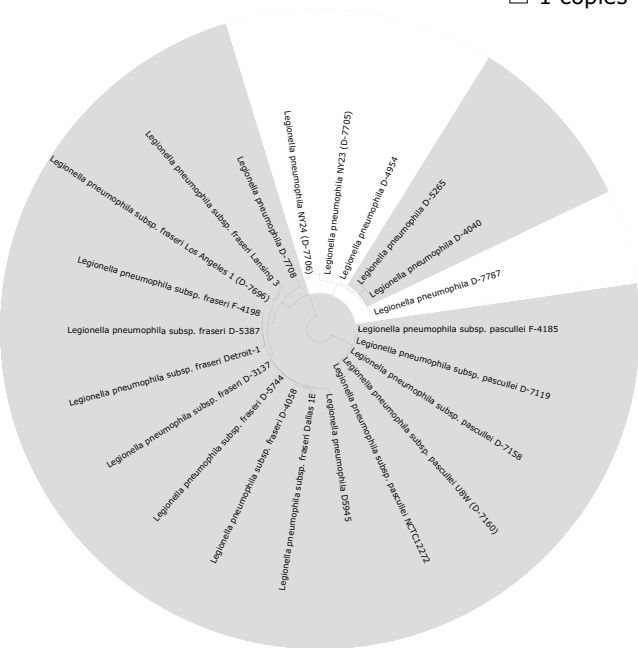 1 copies
Legionella pneumophila NY24 (D-7706)
Legionella pneumophila NY23 (D-7705)
Legionella pneumophila D-4954
Legionella pneumophila D-5265
Legionella pneumophila D-4040
Legionella pneumophila D-7787
Legionella pneumophila subsp. pascullei F-4185
Legionella pneumophila subsp. pascullei D-7119
Legionella pneumophila subsp. pascullei D-7158
Legionella pneumophila subsp. pascullei U8W (D-7160)
Legionella pneumophila subsp. pascullei NCTC12272
Legionella pneumophila D5945
Legionella pneumophila subsp. fraseri Dallas 1E
Legionella pneumophila subsp. fraseri D-4058
Legionella pneumophila subsp. fraseri D-5744
Legionella pneumophila subsp. fraseri D-3137
Legionella pneumophila subsp. fraseri Detroit-1
Legionella pneumophila subsp. fraseri D-5387
Legionella pneumophila subsp. fraseri F-4198
Legionella pneumophila subsp. fraseri Los Angeles 1 (D-7696)
Legionella pneumophila subsp. fraseri Lansing 3
Legionella pneumophila D-7708